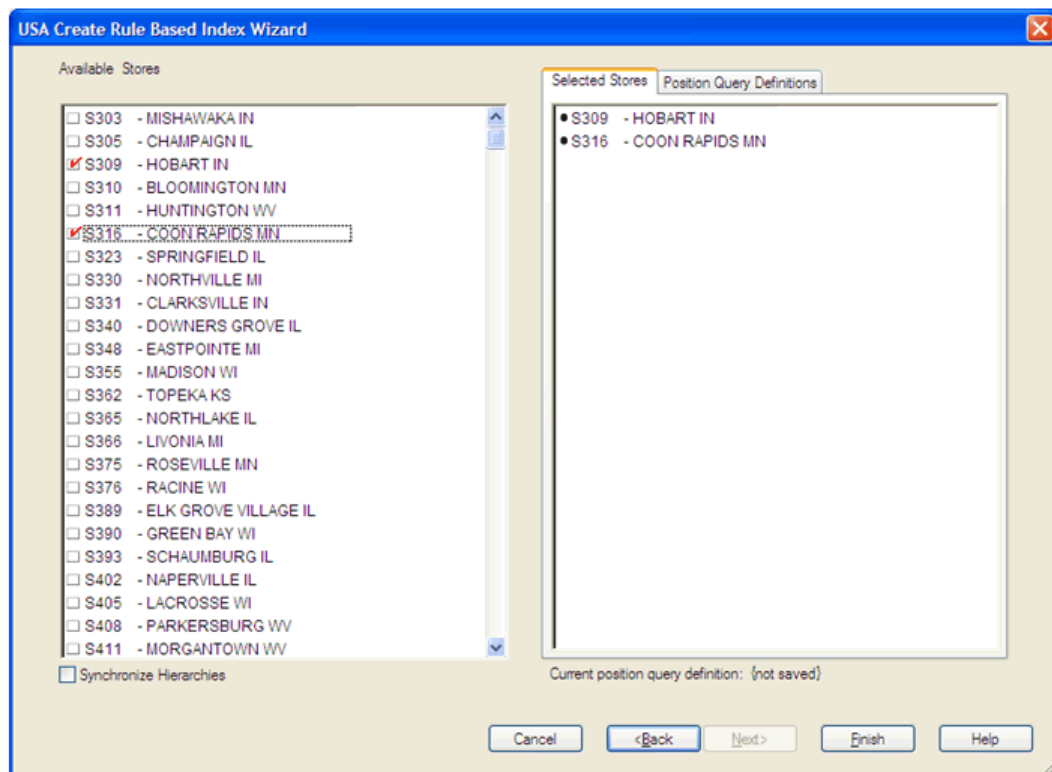 USA Create Rule Based Index Wizard
Available Stores
S303 - MISHAWAKA IN
S305 - CHAMPAIGN IL
S309 - HOBART IN
S310 - BLOOMINGTON MN
S311 - HUNTINGTON WV
S316 - COON RAPIDS MN
S323 - SPRINGFIELD IL
S330 - NORTHVILLE MI
S331 - CLARKSVILLE IN
S340 - DOWNERS GROVE IL
S348 - EASTPOINTE MI
S355 - MADISON WI
S362 - TOPEKA KS
S365 - NORTHLAKE IL
S366 - LIVONIA MI
S375 - ROSEVILLE MN
S376 - RACINE WI
S389 - ELK GROVE VILLAGE IL
S390 - GREEN BAY WI
S393 - SCHAUMBURG IL
S402 - NAPERVILLE IL
S405 - LACROSSE WI
S408 - PARKERSBURG WV
S411 - MORGANTOWN WV
Synchronize Hierarchies
Selected Stores Position Query Definitions
S309 - HOBART IN
S316 - COON RAPIDS MN
Current position query definition: {not saved}
Cancel <Back Next> Finish Help